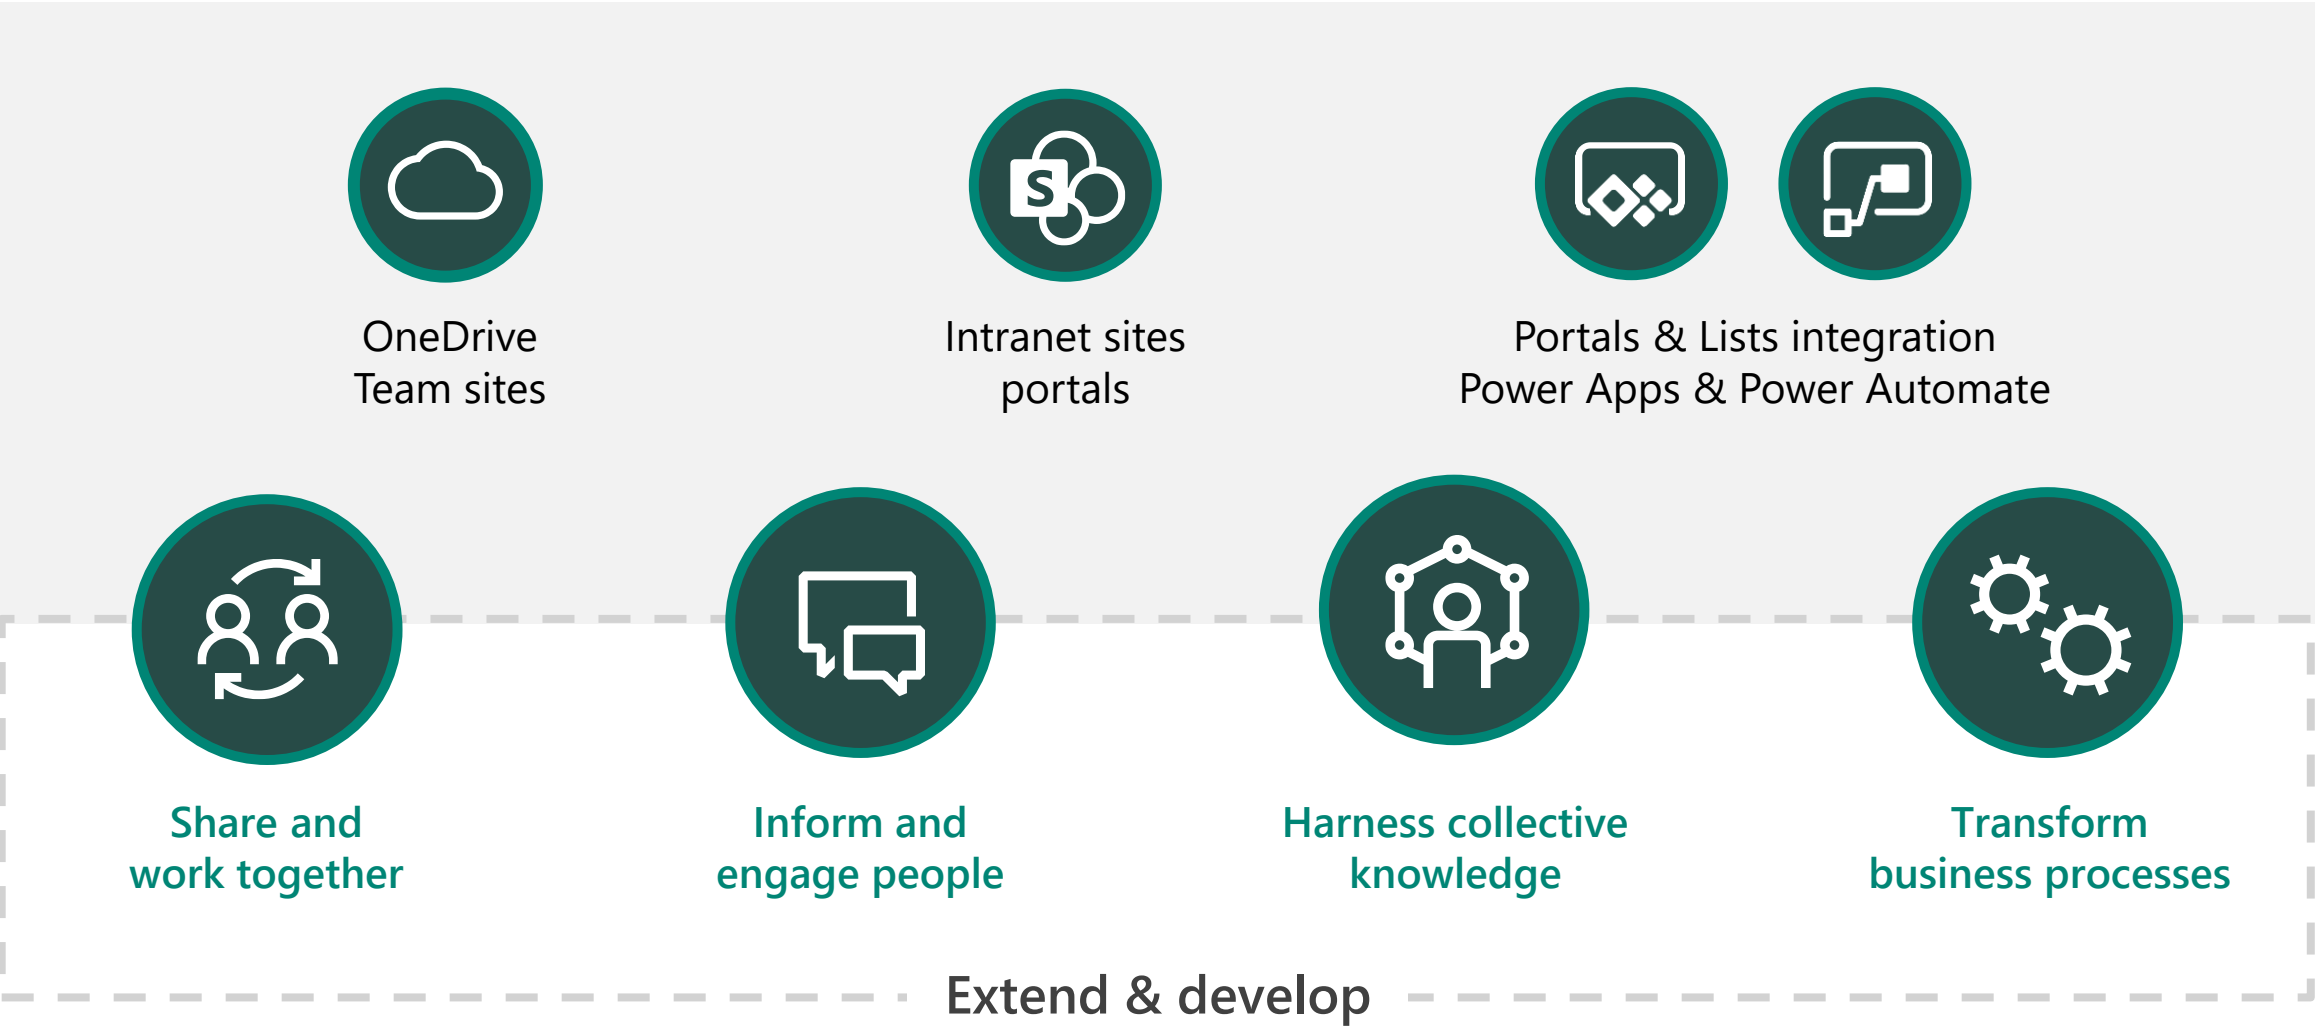 OneDrive
Team sites
S
Intranet sites
portals
Portals & Lists integration
Power Apps & Power Automate
Share and
work together
Inform and
engage people
Harness collective
knowledge
Transform
business processes
Extend & develop